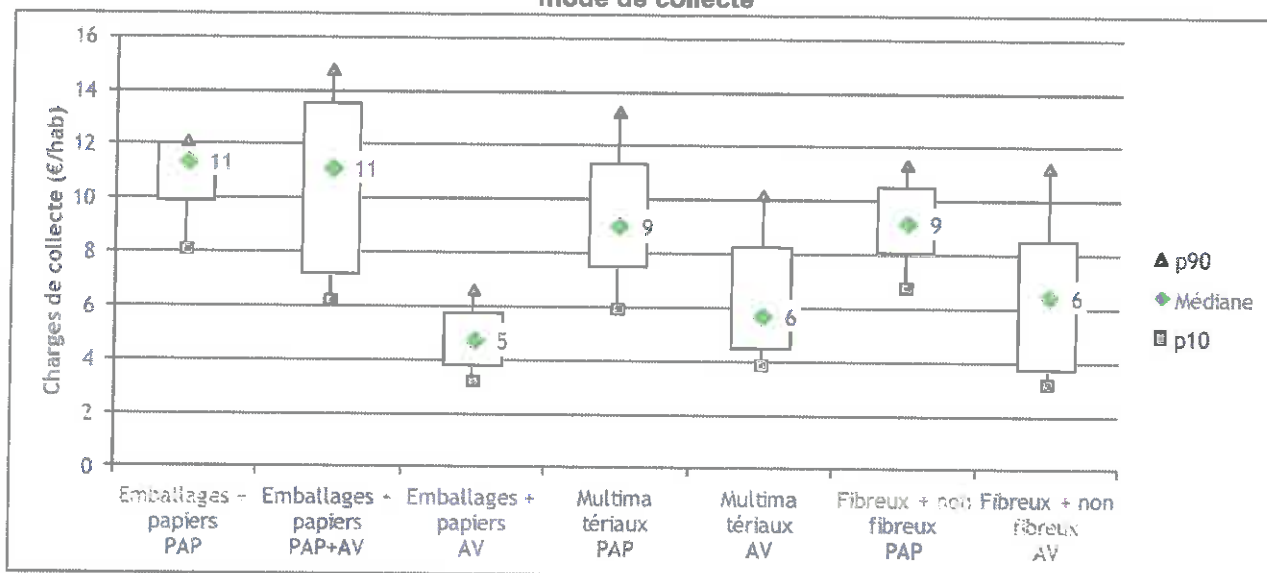 mode de collecte
Charges de collecte (€/hab)
16
14
12
10
8
6
4
2
0
11
11
5
9
6
9
6
▲ p90
Médiane
p10
Emballages +
papiers
PAP
Emballages +
papiers
PAP+AV
Emballages +
papiers
AV
Multima
tériaux
PAP
Multima
tériaux
AV
Fibreux + non
fibreux
PAP
Fibreux + non
fibreux
AV